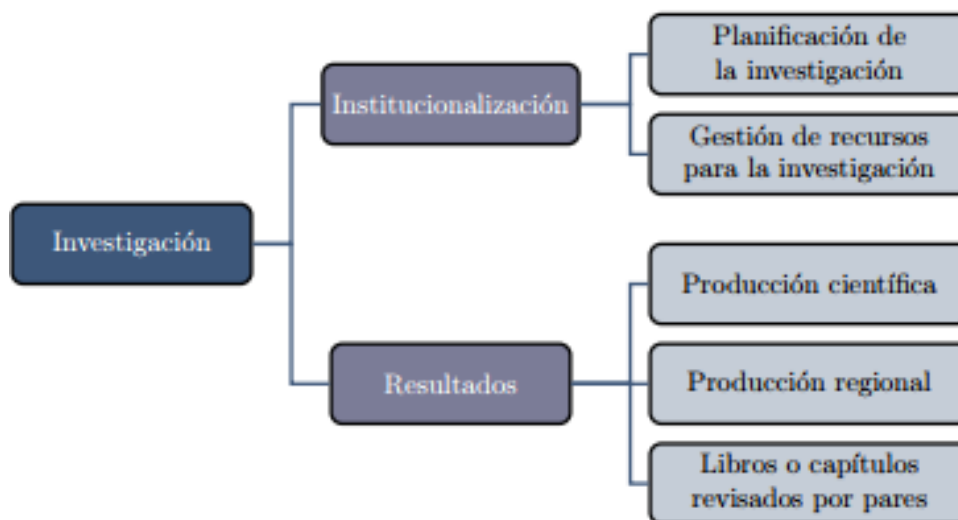 Planificación de
la investigación
Institucionalización
Gestión de recursos
para la investigación
Investigación
Producción científica
Resultados
Producción regional
Libros o capítulos
revisados por pares